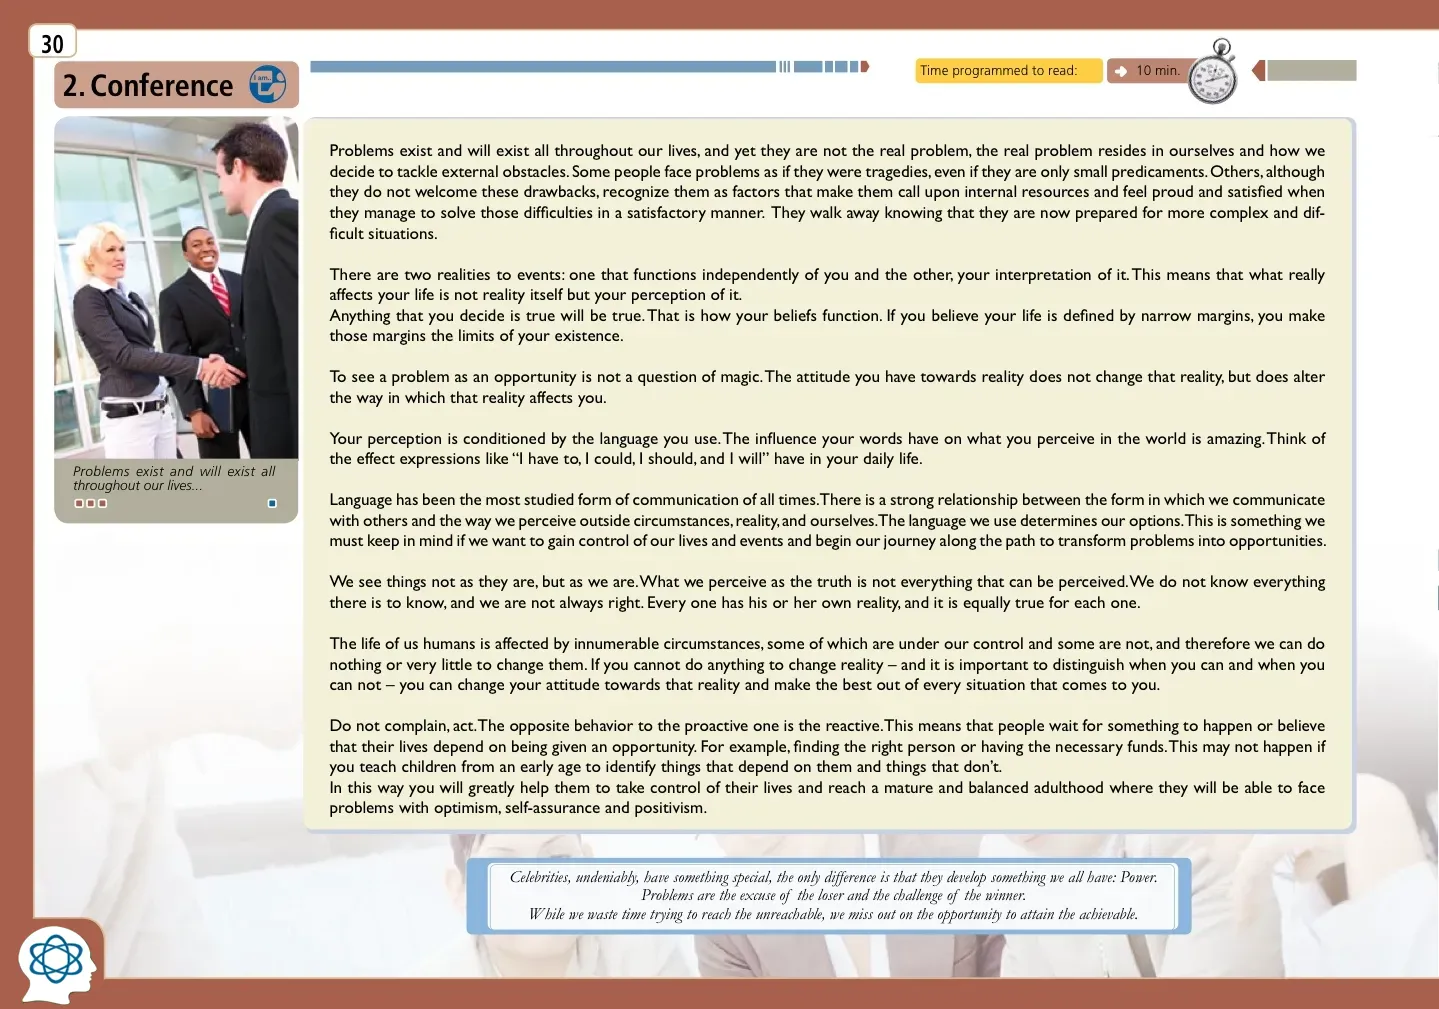 30
2. Conference
I am...
Time programmed to read:
10 min.
Problems exist and will exist all
throughout our lives...
Problems exist and will exist all throughout our lives, and yet they are not the real problem, the real problem resides in ourselves and how we
decide to tackle external obstacles. Some people face problems as if they were tragedies, even if they are only small predicaments. Others, although
they do not welcome these drawbacks, recognize them as factors that make them call upon internal resources and feel proud and satisfied when
they manage to solve those difficulties in a satisfactory manner. They walk away knowing that they are now prepared for more complex and dif-
ficult situations.
There are two realities to events: one that functions independently of you and the other, your interpretation of it. This means that what really
affects your life is not reality itself but your perception of it.
Anything that you decide is true will be true. That is how your beliefs function. If you believe your life is defined by narrow margins, you make
those margins the limits of your existence.
To see a problem as an opportunity is not a question of magic. The attitude you have towards reality does not change that reality, but does alter
the way in which that reality affects you.
Your perception is conditioned by the language you use. The influence your words have on what you perceive in the world is amazing. Think of
the effect expressions like “I have to, I could, I should, and I will” have in your daily life.
Language has been the most studied form of communication of all times. There is a strong relationship between the form in which we communicate
with others and the way we perceive outside circumstances, reality, and ourselves. The language we use determines our options. This is something we
must keep in mind if we want to gain control of our lives and events and begin our journey along the path to transform problems into opportunities.
We see things not as they are, but as we are. What we perceive as the truth is not everything that can be perceived. We do not know everything
there is to know, and we are not always right. Every one has his or her own reality, and it is equally true for each one.
The life of us humans is affected by innumerable circumstances, some of which are under our control and some are not, and therefore we can do
nothing or very little to change them. If you cannot do anything to change reality – and it is important to distinguish when you can and when you
can not – you can change your attitude towards that reality and make the best out of every situation that comes to you.
Do not complain, act. The opposite behavior to the proactive one is the reactive. This means that people wait for something to happen or believe
that their lives depend on being given an opportunity. For example, finding the right person or having the necessary funds. This may not happen if
you teach children from an early age to identify things that depend on them and things that don’t.
In this way you will greatly help them to take control of their lives and reach a mature and balanced adulthood where they will be able to face
problems with optimism, self-assurance and positivism.
Celebrities, undeniably, have something special, the only difference is that they develop something we all have: Power.
Problems are the excuse of the loser and the challenge of the winner.
While we waste time trying to reach the unreachable, we miss out on the opportunity to attain the achievable.